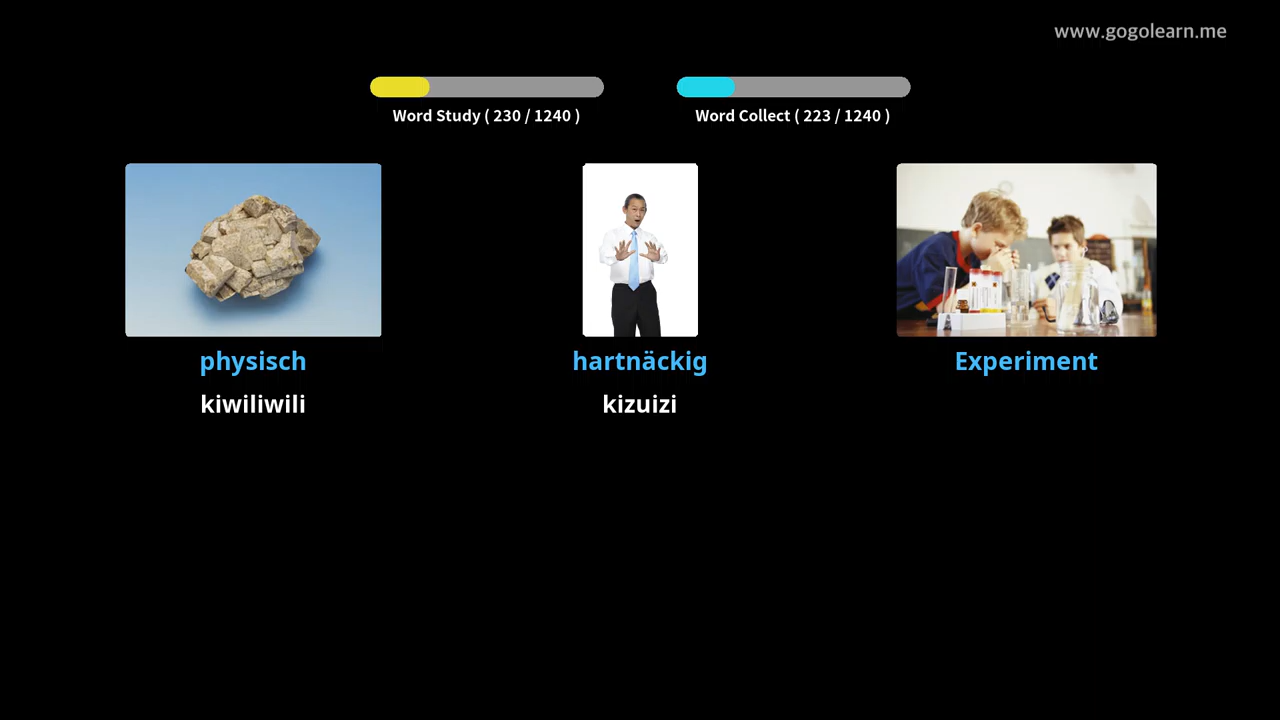 www.gogolearn.me
Word Study ( 230 / 1240 )
Word Collect ( 223 / 1240 )
physisch
hartnäckig
Experiment
kiwiliwili
kizuizi